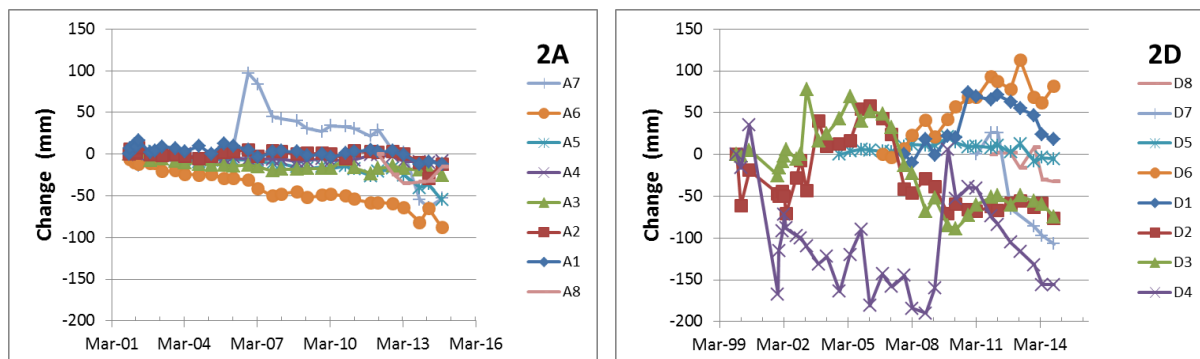 2A
Change (mm)
150
100
50
0
-50
-100
-150
-200
Mar-01 Mar-04 Mar-07 Mar-10 Mar-13 Mar-16
A7
A6
A5
A4
A3
A2
A1
A8
2D
Change (mm)
150
100
50
0
-50
-100
-150
-200
Mar-99 Mar-02 Mar-05 Mar-08 Mar-11 Mar-14
D8
D7
D5
D6
D1
D2
D3
D4